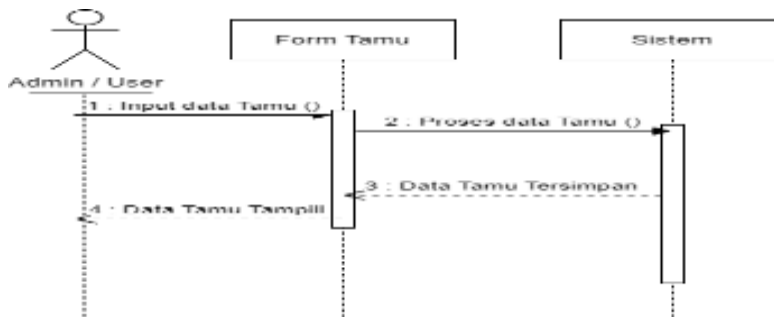 Form Tamu
Sistem
Admin / User
1 : Input data Tamu ()
2 : Proses data Tamu ()
3 : Data Tamu Tersimpan
4 : Data Tamu Tampill